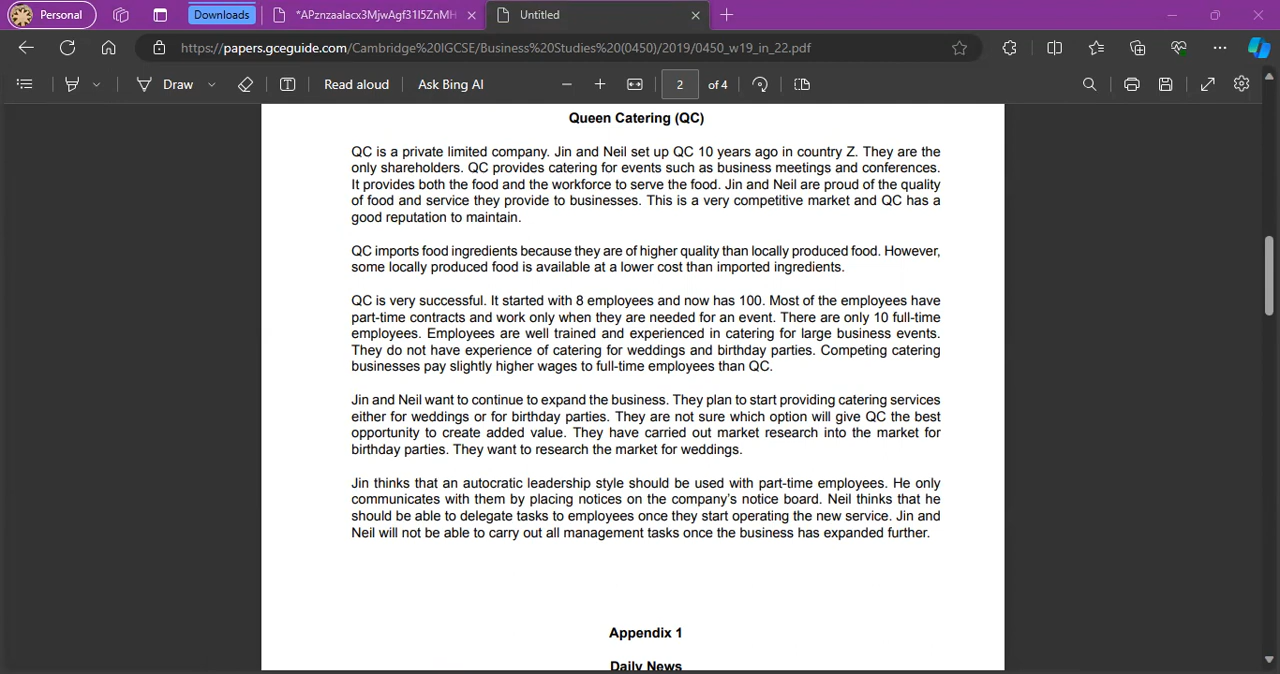 Personal
Downloads
*APznzaalacx3MjwAgf31I5ZnMH
Untitled
https://papers.gceguide.com/Cambridge%20IGCSE/Business%20Studies%20(0450)/2019/0450_w19_in_22.pdf
Draw
Read aloud
Ask Bing AI
2
of 4
Queen Catering (QC)
QC is a private limited company. Jin and Neil set up QC 10 years ago in country Z. They are the
only shareholders. QC provides catering for events such as business meetings and conferences.
It provides both the food and the workforce to serve the food. Jin and Neil are proud of the quality
of food and service they provide to businesses. This is a very competitive market and QC has a
good reputation to maintain.
QC imports food ingredients because they are of higher quality than locally produced food. However,
some locally produced food is available at a lower cost than imported ingredients.
QC is very successful. It started with 8 employees and now has 100. Most of the employees have
part-time contracts and work only when they are needed for an event. There are only 10 full-time
employees. Employees are well trained and experienced in catering for large business events.
They do not have experience of catering for weddings and birthday parties. Competing catering
businesses pay slightly higher wages to full-time employees than QC.
Jin and Neil want to continue to expand the business. They plan to start providing catering services
either for weddings or for birthday parties. They are not sure which option will give QC the best
opportunity to create added value. They have carried out market research into the market for
birthday parties. They want to research the market for weddings.
Jin thinks that an autocratic leadership style should be used with part-time employees. He only
communicates with them by placing notices on the company's notice board. Neil thinks that he
should be able to delegate tasks to employees once they start operating the new service. Jin and
Neil will not be able to carry out all management tasks once the business has expanded further.
Appendix 1
Daily News